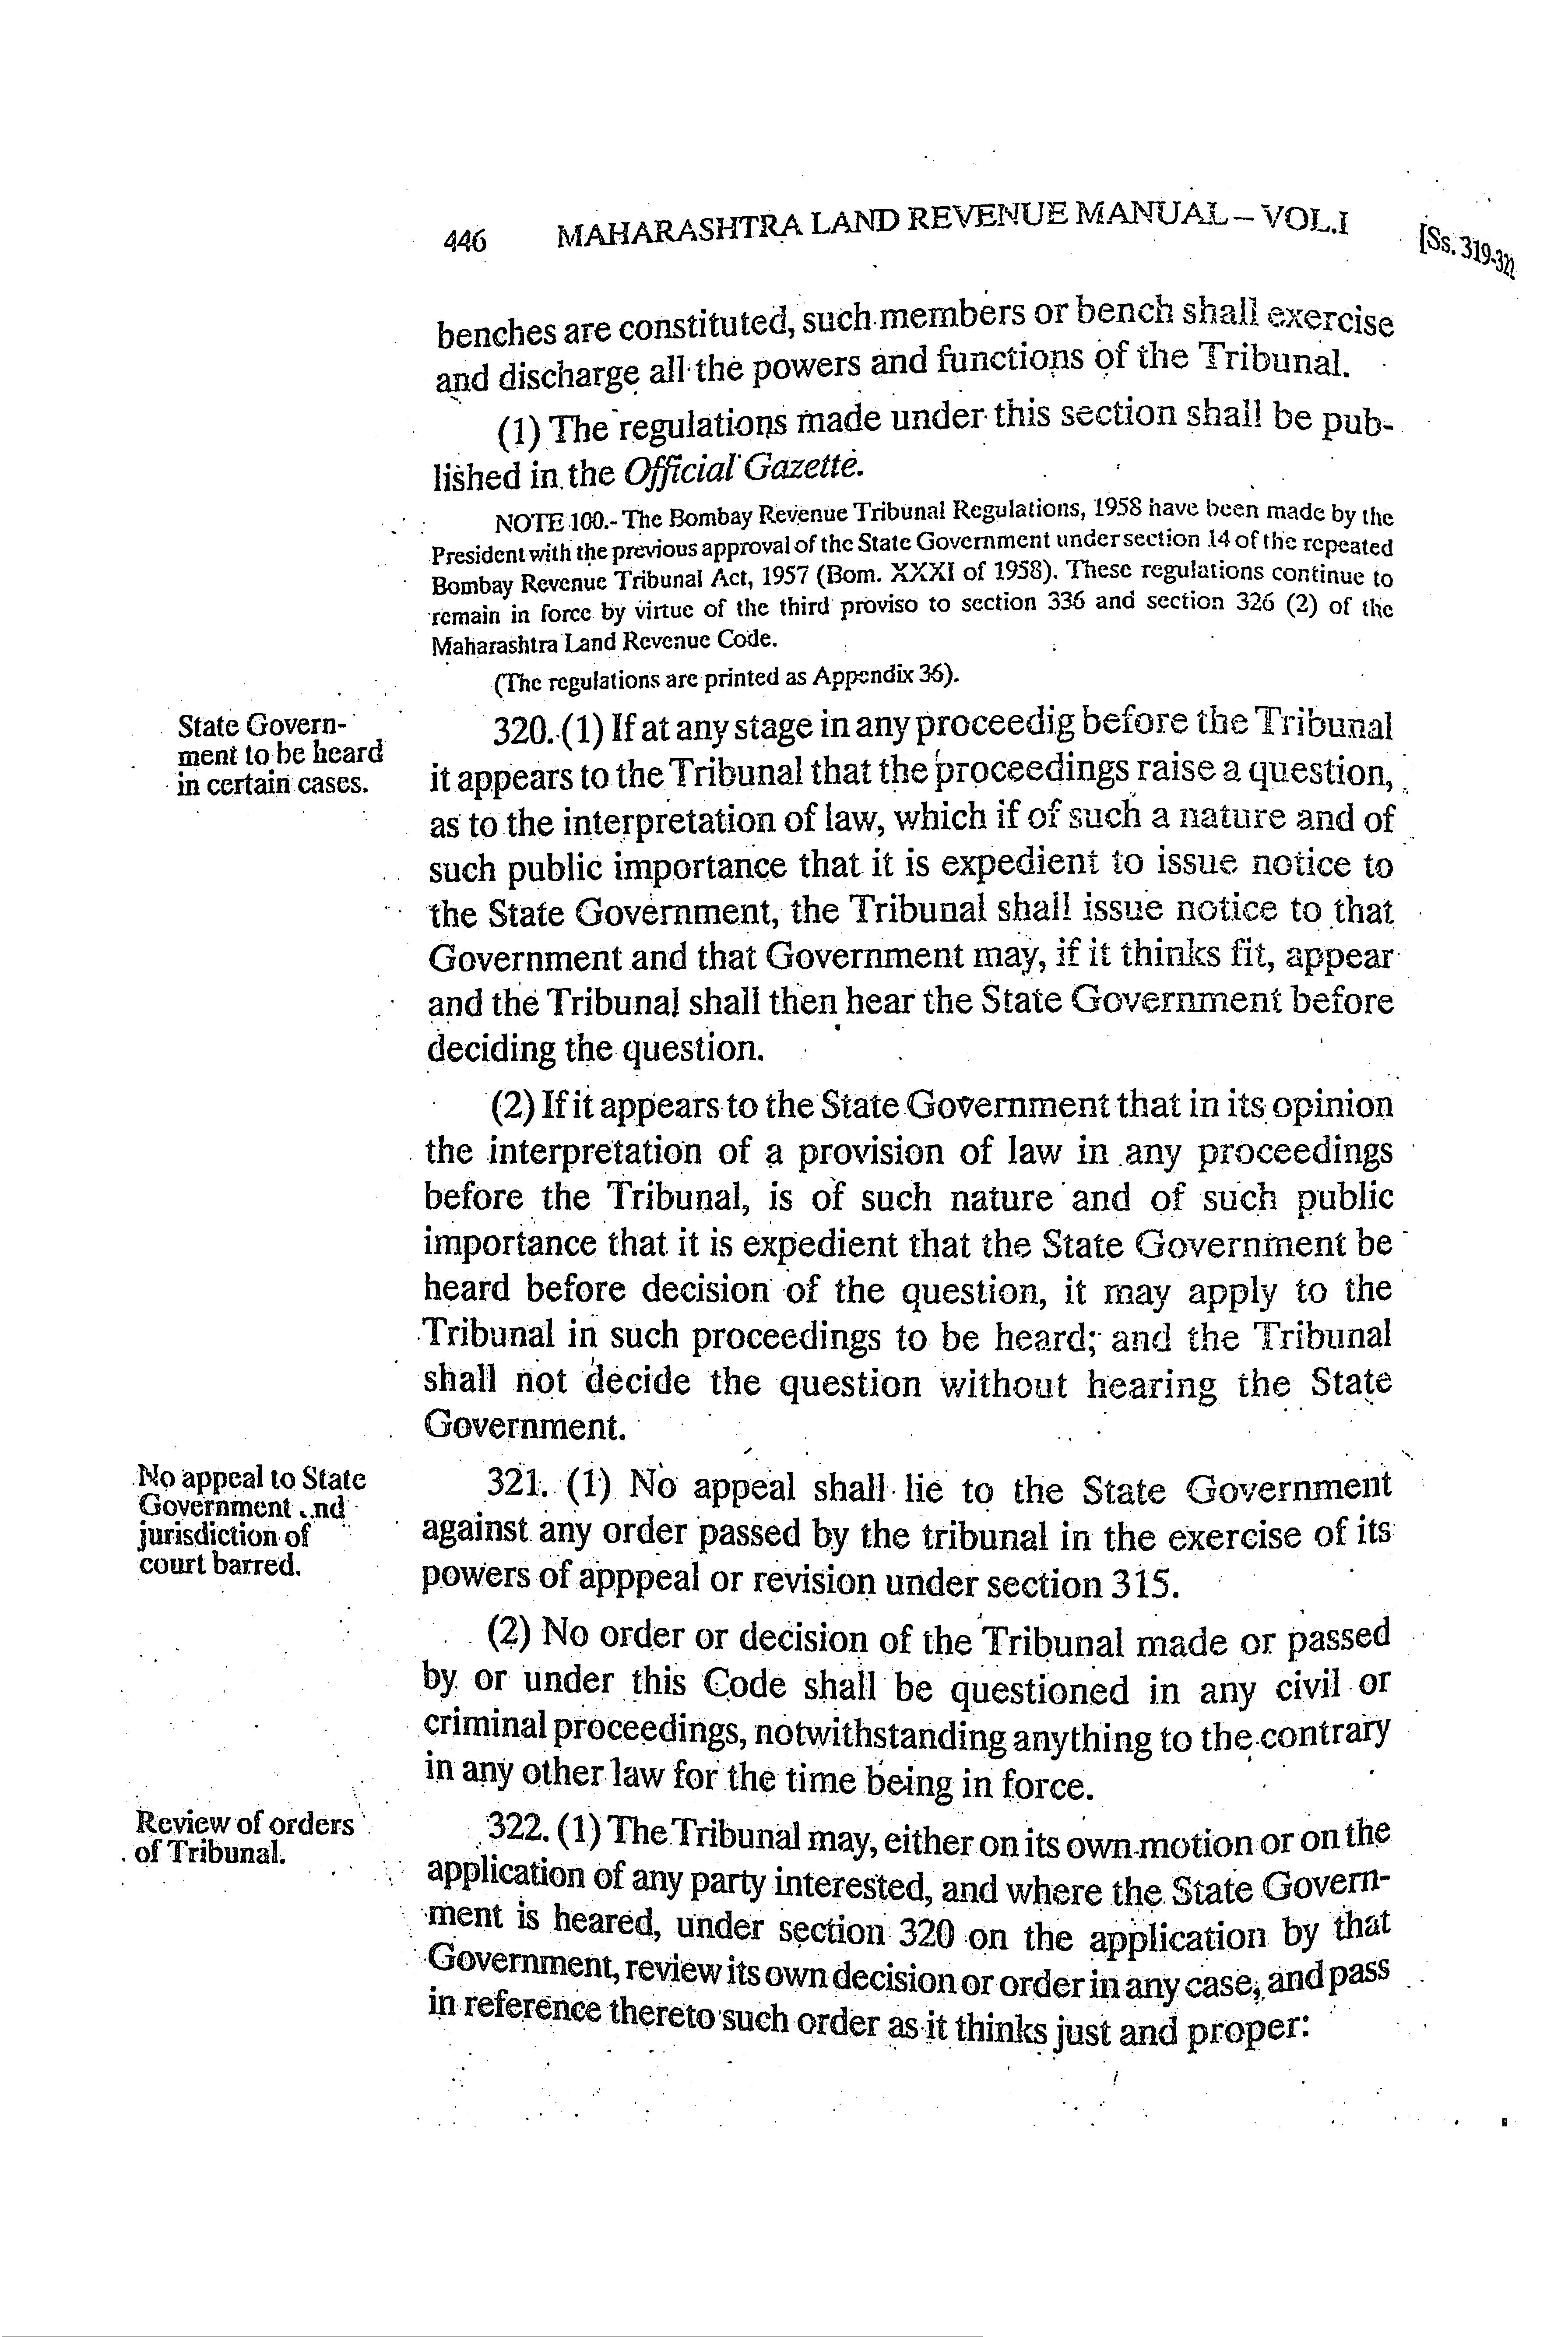 446 MAHARASHTRA LAND REVENUE MANUAL – VOL.I [Ss. 319-322
benches are constituted, such members or bench shall exercise
and discharge all the powers and functions of the Tribunal.
(1) The regulations made under this section shall be pub-
lished in the Official Gazette.
NOTE 100.- The Bombay Revenue Tribunal Regulations, 1958 have been made by the
President with the previous approval of the State Government under section 14 of the repeated
Bombay Revenue Tribunal Act, 1957 (Bom. XXXI of 1958). These regulations continue to
remain in force by virtue of the third proviso to section 336 and section 326 (2) of the
Maharashtra Land Revenue Code.
(The regulations are printed as Appendix 36).
State Govern-
ment to be heard
in certain cases.
320. (1) If at any stage in any proceedig before the Tribunal
it appears to the Tribunal that the proceedings raise a question,
as to the interpretation of law, which if of such a nature and of
such public importance that it is expedient to issue notice to
the State Government, the Tribunal shall issue notice to that
Government and that Government may, if it thinks fit, appear
and the Tribunal shall then hear the State Government before
deciding the question.
(2) If it appears to the State Government that in its opinion
the interpretation of a provision of law in any proceedings
before the Tribunal, is of such nature and of such public
importance that it is expedient that the State Government be
heard before decision of the question, it may apply to the
Tribunal in such proceedings to be heard; and the Tribunal
shall not decide the question without hearing the State
Government.
No appeal to State
Government and
jurisdiction of
court barred.
321. (1) No appeal shall lie to the State Government
against any order passed by the tribunal in the exercise of its
powers of apppeal or revision under section 315.
(2) No order or decision of the Tribunal made or passed
by or under this Code shall be questioned in any civil or
criminal proceedings, notwithstanding anything to the contrary
in any other law for the time being in force.
Review of orders
of Tribunal.
322. (1) The Tribunal may, either on its own motion or on the
application of any party interested, and where the State Govern-
ment is heared, under section 320 on the application by that
Government, review its own decision or order in any case, and pass
in reference thereto such order as it thinks just and proper: